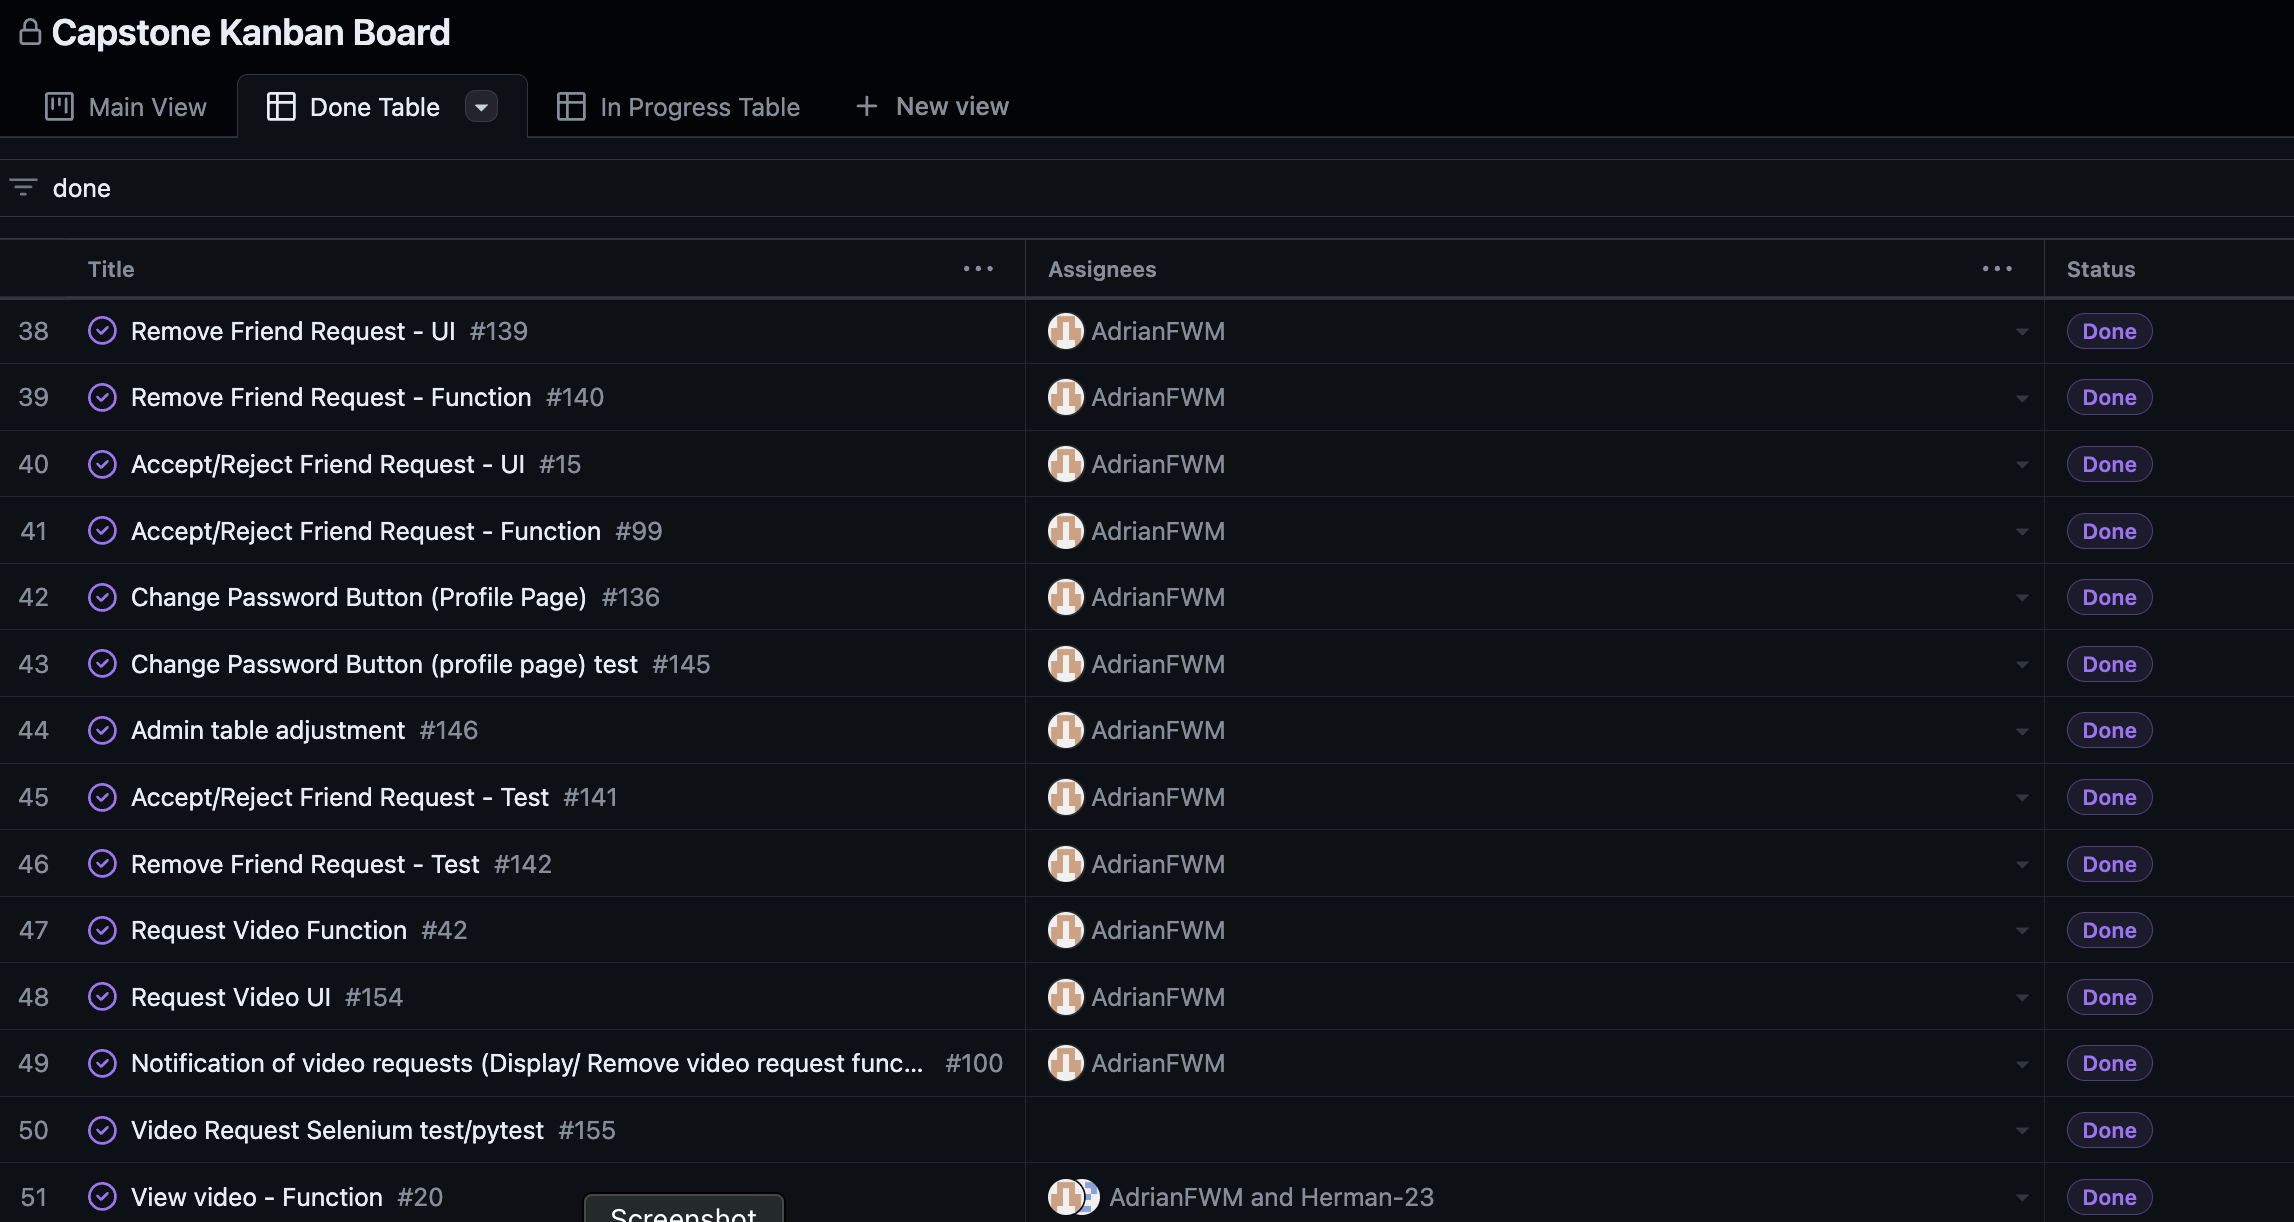 Capstone Kanban Board
Main View Done Table In Progress Table + New view
done
Title ... Assignees ... Status
38 Remove Friend Request - UI #139 AdrianFWM Done
39 Remove Friend Request - Function #140 AdrianFWM Done
40 Accept/Reject Friend Request - UI #15 AdrianFWM Done
41 Accept/Reject Friend Request - Function #99 AdrianFWM Done
42 Change Password Button (Profile Page) #136 AdrianFWM Done
43 Change Password Button (profile page) test #145 AdrianFWM Done
44 Admin table adjustment #146 AdrianFWM Done
45 Accept/Reject Friend Request - Test #141 AdrianFWM Done
46 Remove Friend Request - Test #142 AdrianFWM Done
47 Request Video Function #42 AdrianFWM Done
48 Request Video UI #154 AdrianFWM Done
49 Notification of video requests (Display/ Remove video request func... #100 AdrianFWM Done
50 Video Request Selenium test/pytest #155 Done
51 View video - Function #20 AdrianFWM and Herman-23 Done
Screenshot